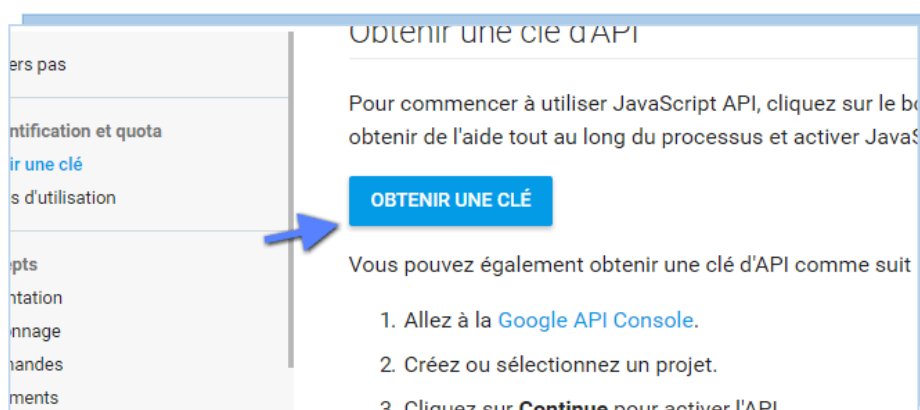 Obtenir une clé d'API
ers pas
Pour commencer à utiliser JavaScript API, cliquez sur le
ntification et quota
obtenir de l'aide tout au long du processus et activer
ir une clé
s d'utilisation
OBTENIR UNE CLÉ
Vous pouvez également obtenir une clé d'API comme suit
pts
ntation
1. Allez à la Google API Console.
nnage
2. Créez ou sélectionnez un projet.
andes
3. Cliquez sur Continue pour activer l'API
ments